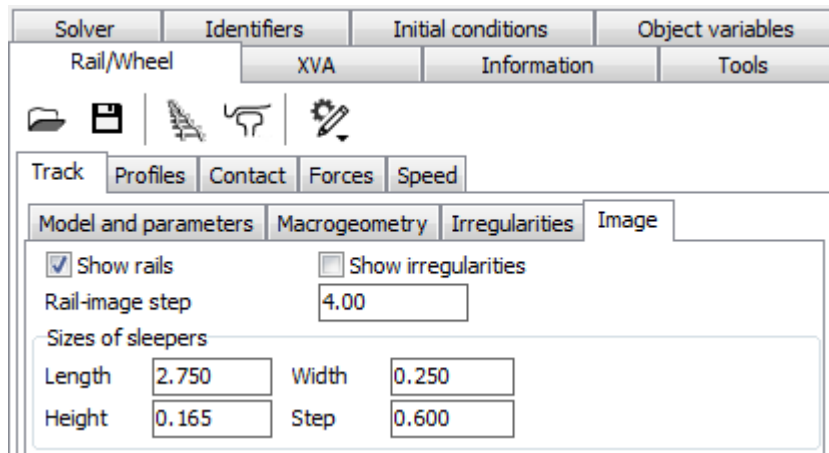 Solver Identifiers Initial conditions Object variables
Rail/Wheel XVA Information Tools
Track Profiles Contact Forces Speed
Model and parameters Macrogeometry Irregularities Image
Show rails Show irregularities
Rail-image step 4.00
Sizes of sleepers
Length 2.750 Width 0.250
Height 0.165 Step 0.600